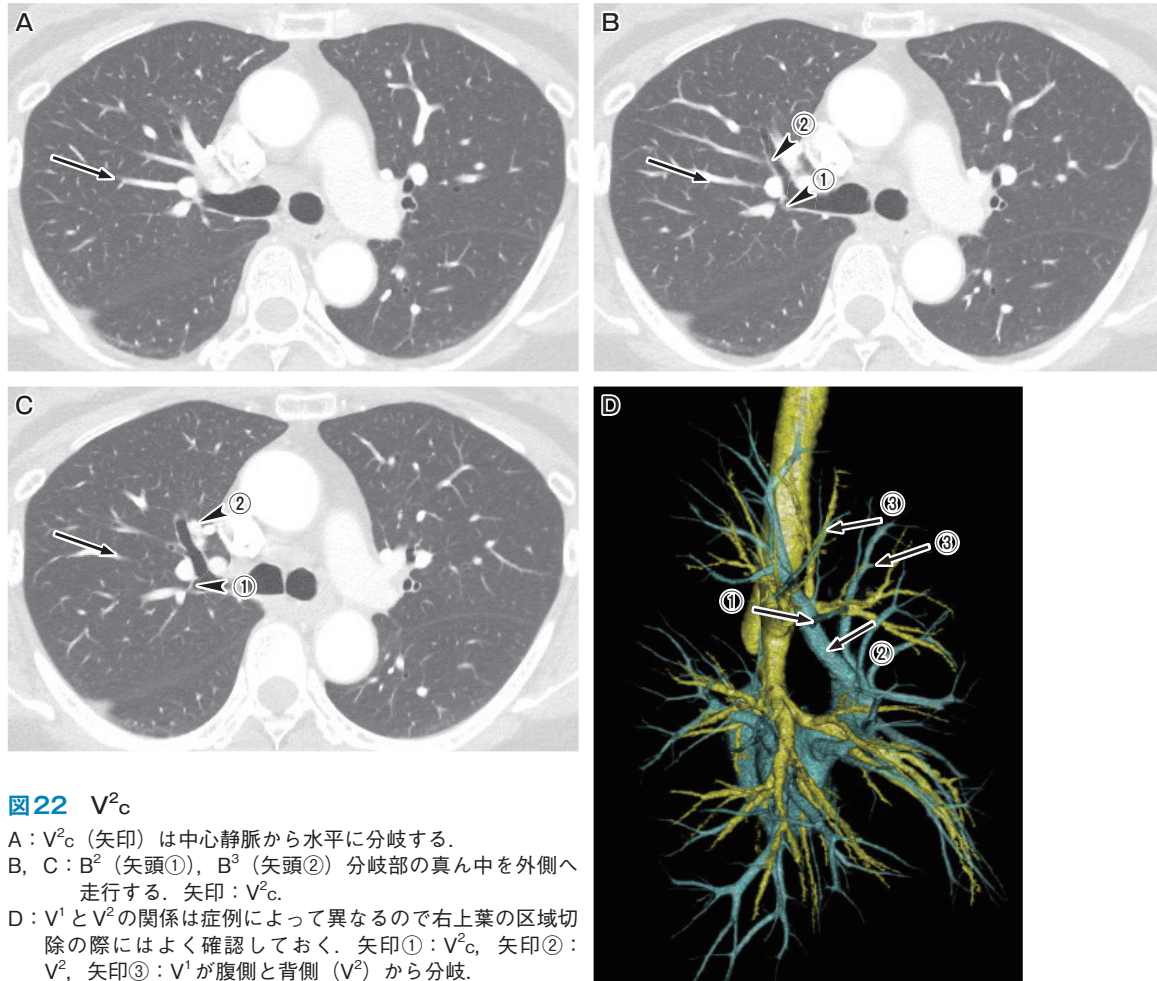 A
B
②
①
C
②
①
D
③
③
①
②
図22 V²c
A：V²c（矢印）は中心静脈から水平に分岐する．
B，C：B²（矢頭①），B³（矢頭②）分岐部の真ん中を外側へ
走行する．矢印：V²c．
D：V¹とV²の関係は症例によって異なるので右上葉の区域切
除の際にはよく確認しておく．矢印①：V²c，矢印②：
V²，矢印③：V¹が腹側と背側（V²）から分岐．